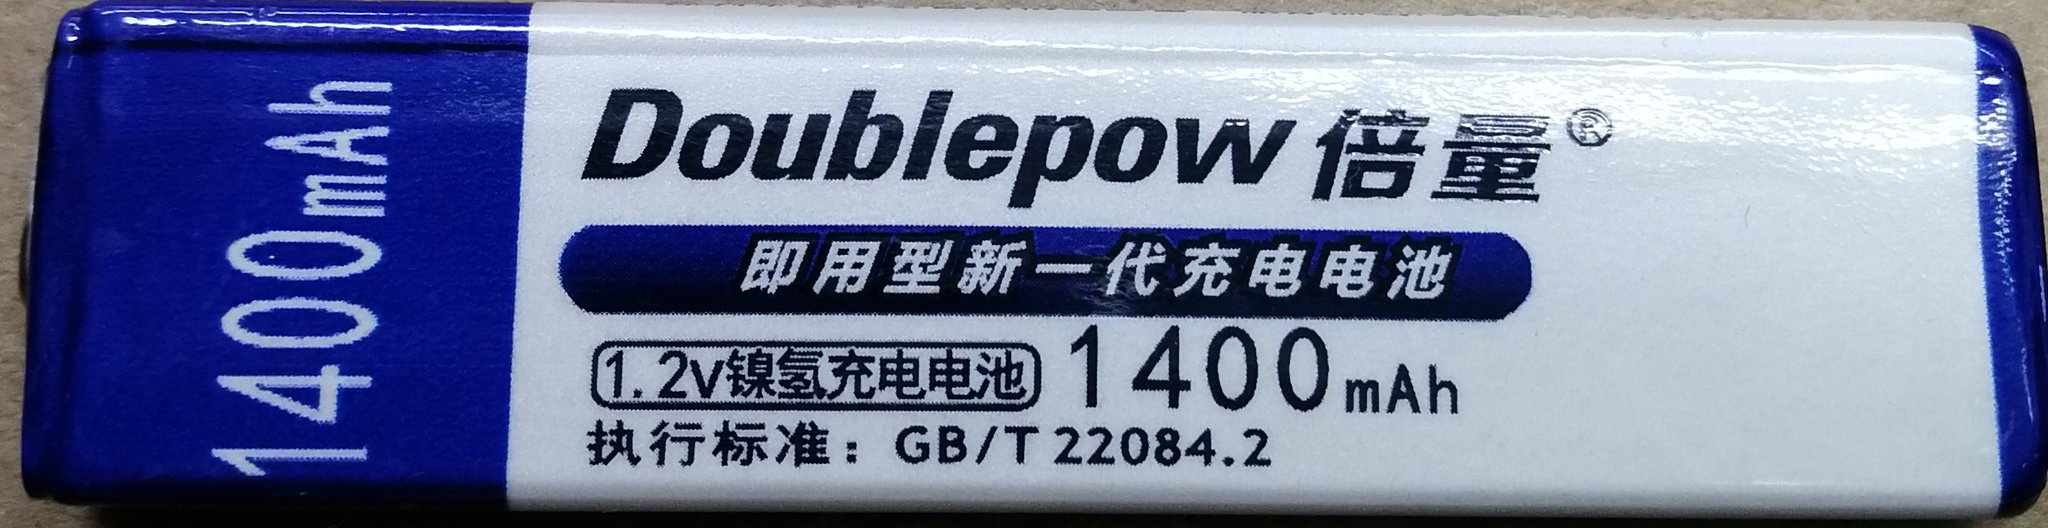 1400mAh
Doublepow 倍量®
即用型新一代充电电池
1.2v镍氢充电电池 1400mAh
执行标准：GB/T 22084.2